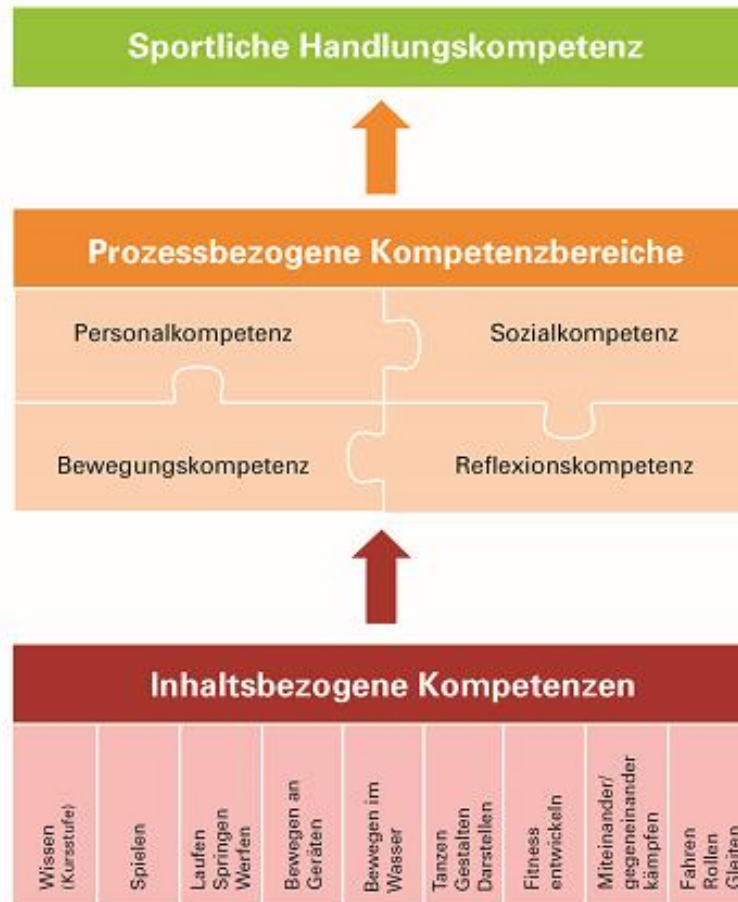 Sportliche Handlungskompetenz
Prozessbezogene Kompetenzbereiche
Personalkompetenz
Sozialkompetenz
Bewegungskompetenz
Reflexionskompetenz
Inhaltsbezogene Kompetenzen
Wissen
(Kursstufe)
Spielen
Laufen
Springen
Werfen
Bewegen an
Geräten
Bewegen im
Wasser
Tanzen
Gestalten
Darstellen
Fitness
entwickeln
Miteinander/
gegeneinander
kämpfen
Fahren
Rollen
Gleiten